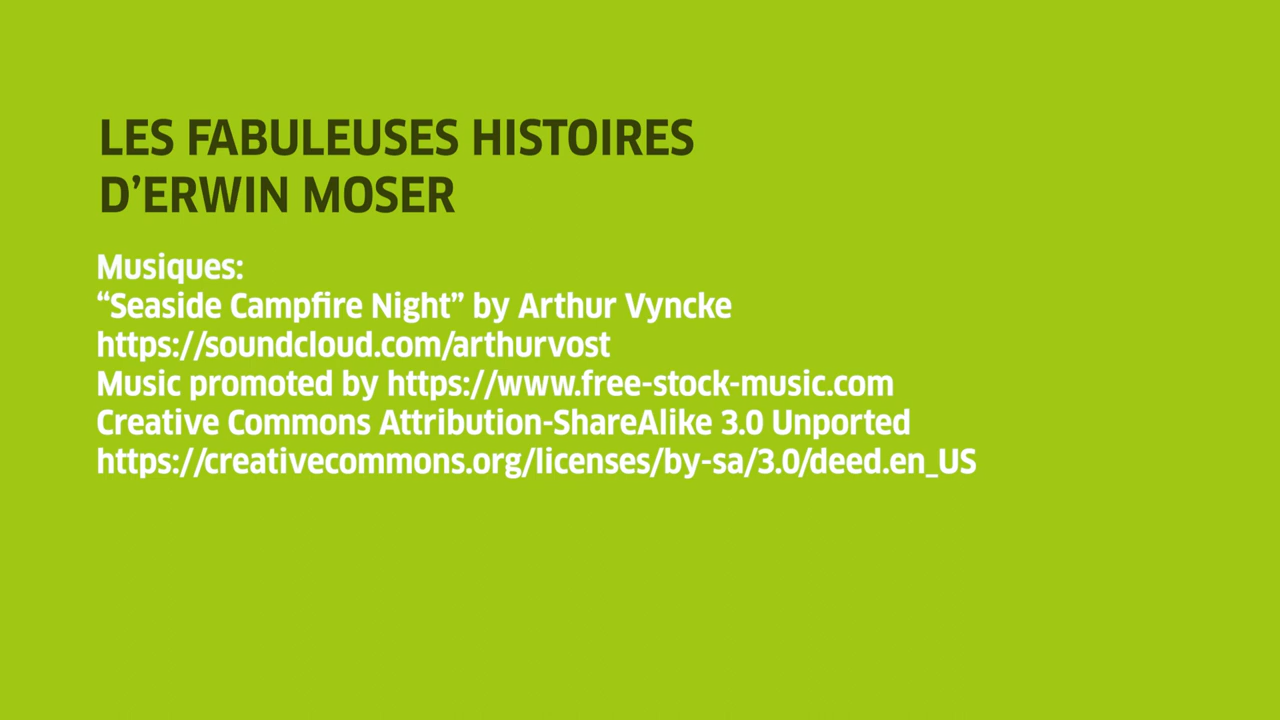 LES FABULEUSES HISTOIRES
D’ERWIN MOSER
Musiques:
“Seaside Campfire Night” by Arthur Vyncke
https://soundcloud.com/arthurvost
Music promoted by https://www.free-stock-music.com
Creative Commons Attribution-ShareAlike 3.0 Unported
https://creativecommons.org/licenses/by-sa/3.0/deed.en_US